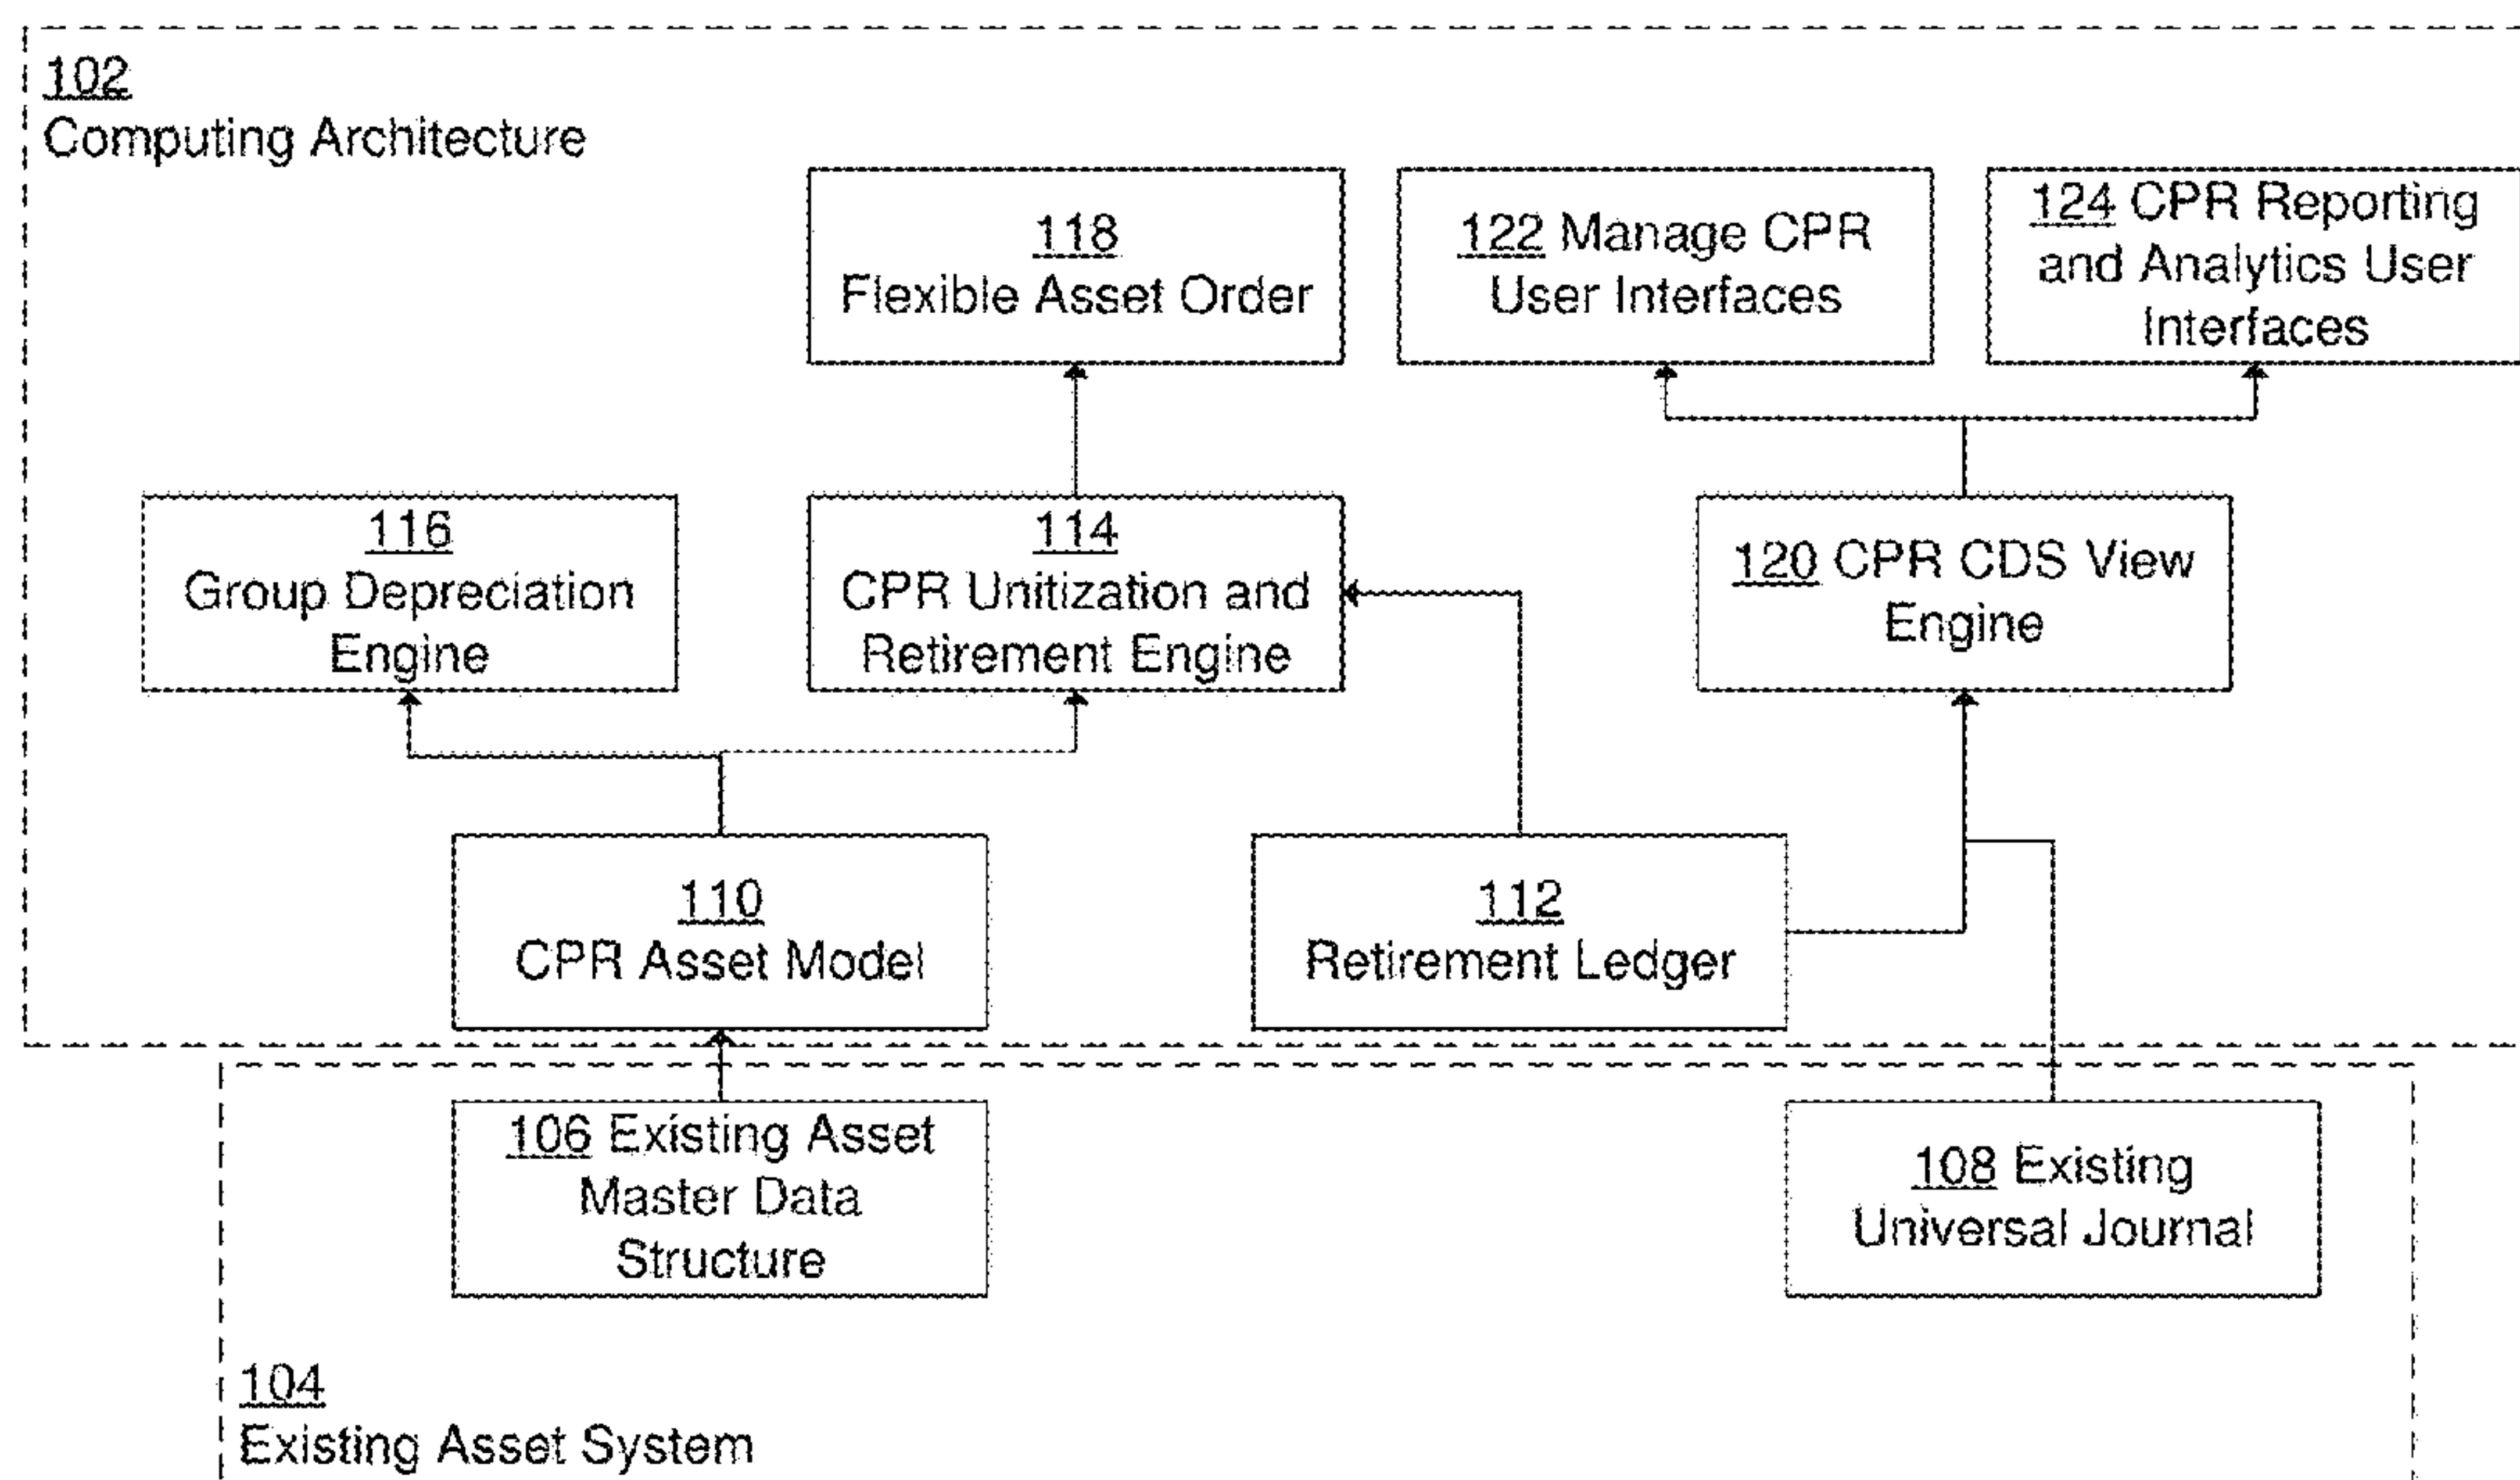 102
Computing Architecture
118
Flexible Asset Order
122 Manage CPR
User Interfaces
124 CPR Reporting
and Analytics User
Interfaces
116
Group Depreciation
Engine
114
CPR Unitization and
Retirement Engine
120 CPR CDS View
Engine
110
CPR Asset Model
112
Retirement Ledger
106 Existing Asset
Master Data
Structure
108 Existing
Universal Journal
104
Existing Asset System